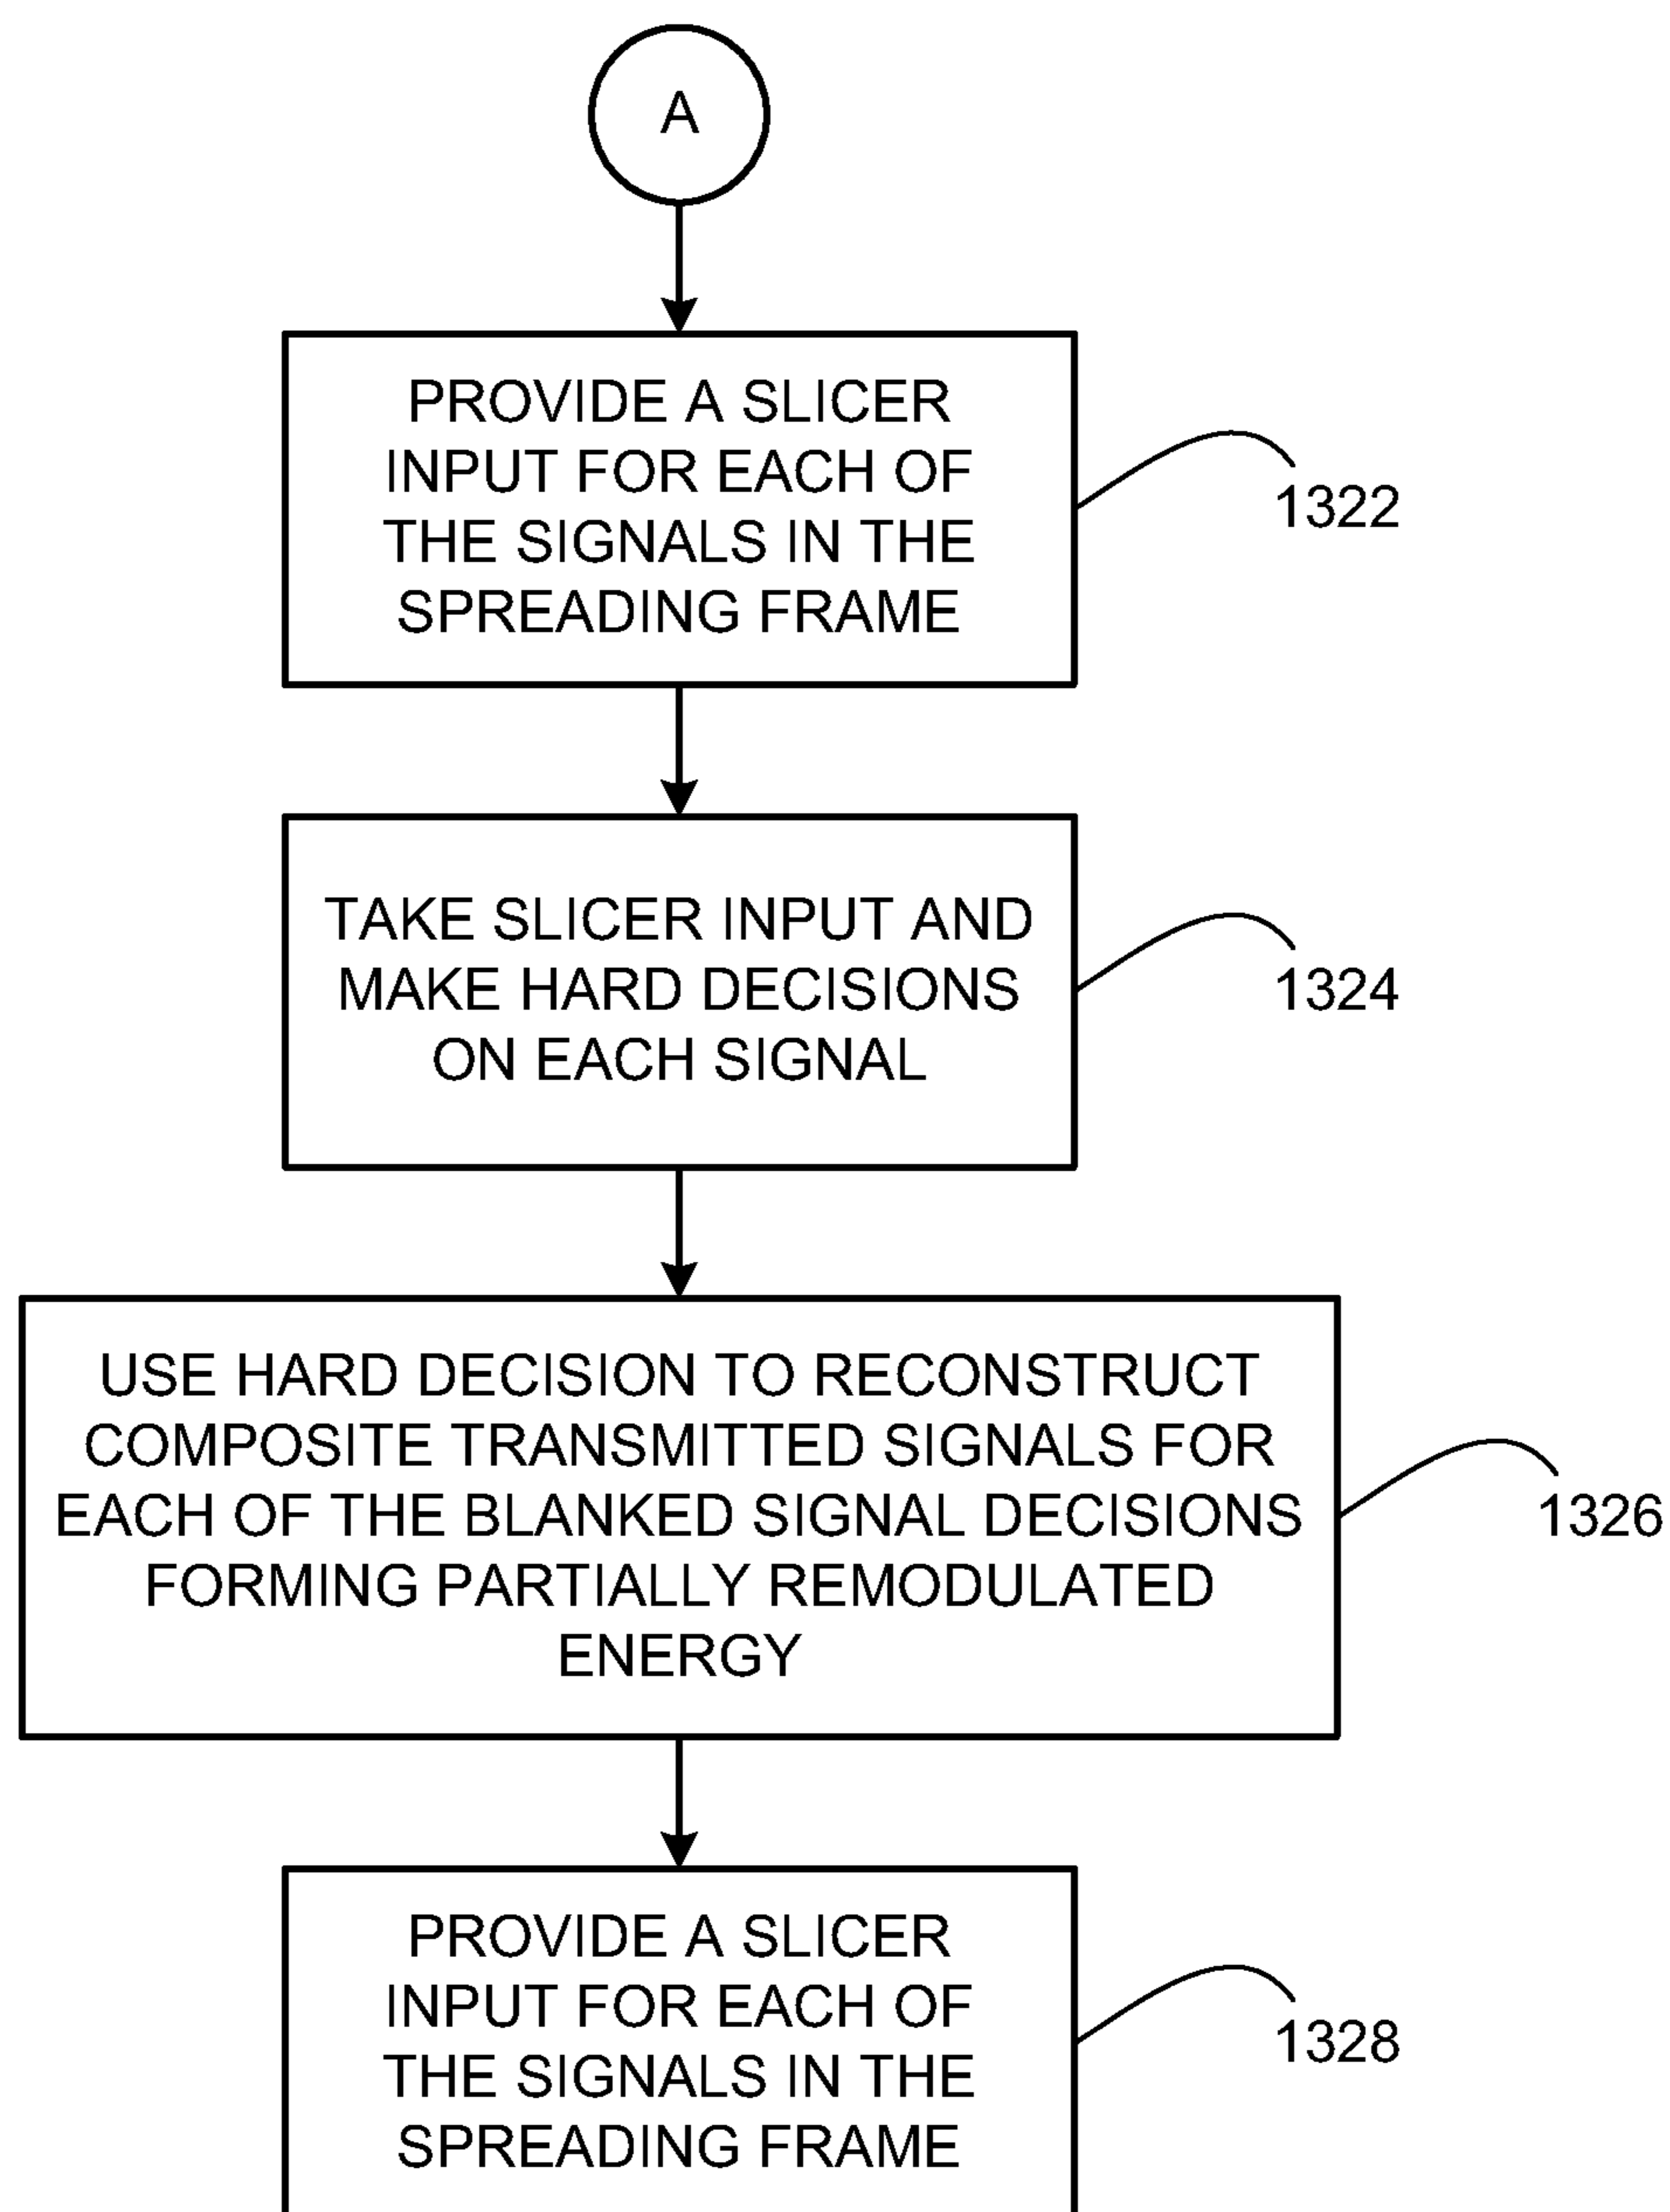 A
PROVIDE A SLICER
INPUT FOR EACH OF
THE SIGNALS IN THE
SPREADING FRAME
1322
TAKE SLICER INPUT AND
MAKE HARD DECISIONS
ON EACH SIGNAL
1324
USE HARD DECISION TO RECONSTRUCT
COMPOSITE TRANSMITTED SIGNALS FOR
EACH OF THE BLANKED SIGNAL DECISIONS
FORMING PARTIALLY REMODULATED
ENERGY
1326
PROVIDE A SLICER
INPUT FOR EACH OF
THE SIGNALS IN THE
SPREADING FRAME
1328